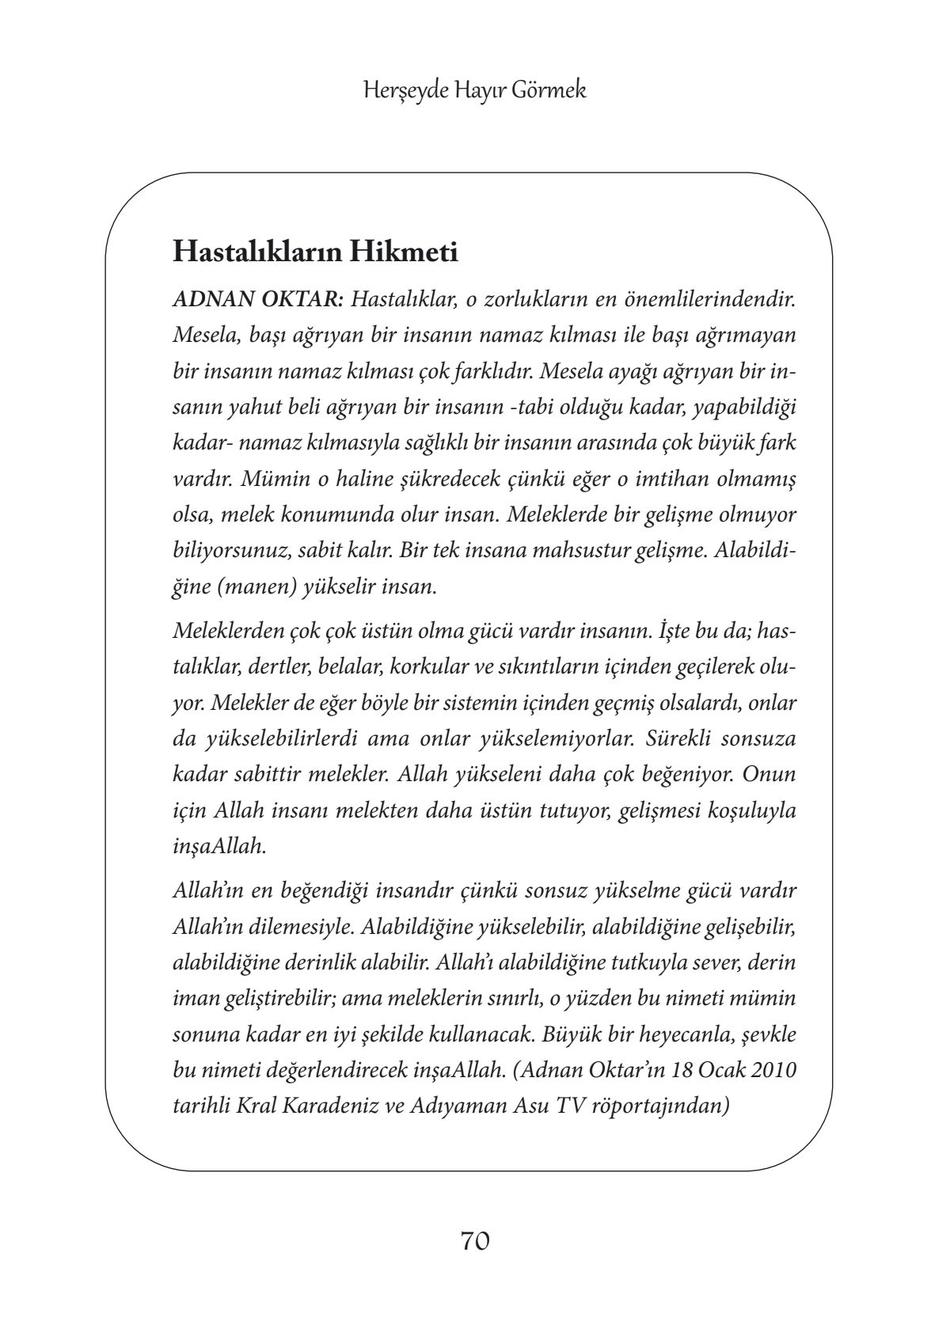 Herşeyde Hayır Görmek
Hastalıkların Hikmeti
ADNAN OKTAR: Hastalıklar, o zorlukların en önemlilerindendir.
Mesela, başı ağrıyan bir insanın namaz kılması ile başı ağrımayan
bir insanın namaz kılması çok farklıdır. Mesela ayağı ağrıyan bir in-
sanın yahut beli ağrıyan bir insanın -tabi olduğu kadar, yapabildiği
kadar- namaz kılmasıyla sağlıklı bir insanın arasında çok büyük fark
vardır. Mümin o haline şükredecek çünkü eğer o imtihan olmamış
olsa, melek konumunda olur insan. Meleklerde bir gelişme olmuyor
biliyorsunuz, sabit kalır. Bir tek insana mahsustur gelişme. Alabildi-
ğine (manen) yükselir insan.
Meleklerden çok çok üstün olma gücü vardır insanın. İşte bu da; has-
talıklar, dertler, belalar, korkular ve sıkıntıların içinden geçilerek olu-
yor. Melekler de eğer böyle bir sistemin içinden geçmiş olsalardı, onlar
da yükselebilirlerdi ama onlar yükselemiyorlar. Sürekli sonsuza
kadar sabittir melekler. Allah yükseleni daha çok beğeniyor. Onun
için Allah insanı melekten daha üstün tutuyor, gelişmesi koşuluyla
inşaAllah.
Allah’ın en beğendiği insandır çünkü sonsuz yükselme gücü vardır
Allah’ın dilemesiyle. Alabildiğine yükselebilir, alabildiğine gelişebilir,
alabildiğine derinlik alabilir. Allah’ı alabildiğine tutkuyla sever, derin
iman geliştirebilir; ama meleklerin sınırlı, o yüzden bu nimeti mümin
sonuna kadar en iyi şekilde kullanacak. Büyük bir heyecanla, şevkle
bu nimeti değerlendirecek inşaAllah. (Adnan Oktar’ın 18 Ocak 2010
tarihli Kral Karadeniz ve Adıyaman Asu TV röportajından)
70